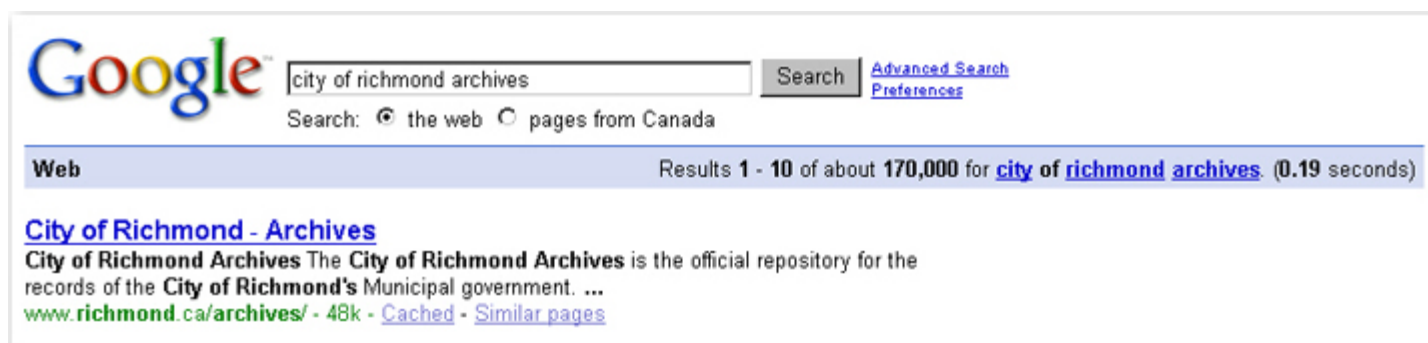 Google™
city of richmond archives Search Advanced Search
Preferences
Search: the web pages from Canada
Web Results 1 - 10 of about 170,000 for city of richmond archives. (0.19 seconds)
City of Richmond - Archives
City of Richmond Archives The City of Richmond Archives is the official repository for the
records of the City of Richmond's Municipal government. ...
www.richmond.ca/archives/ - 48k - Cached - Similar pages